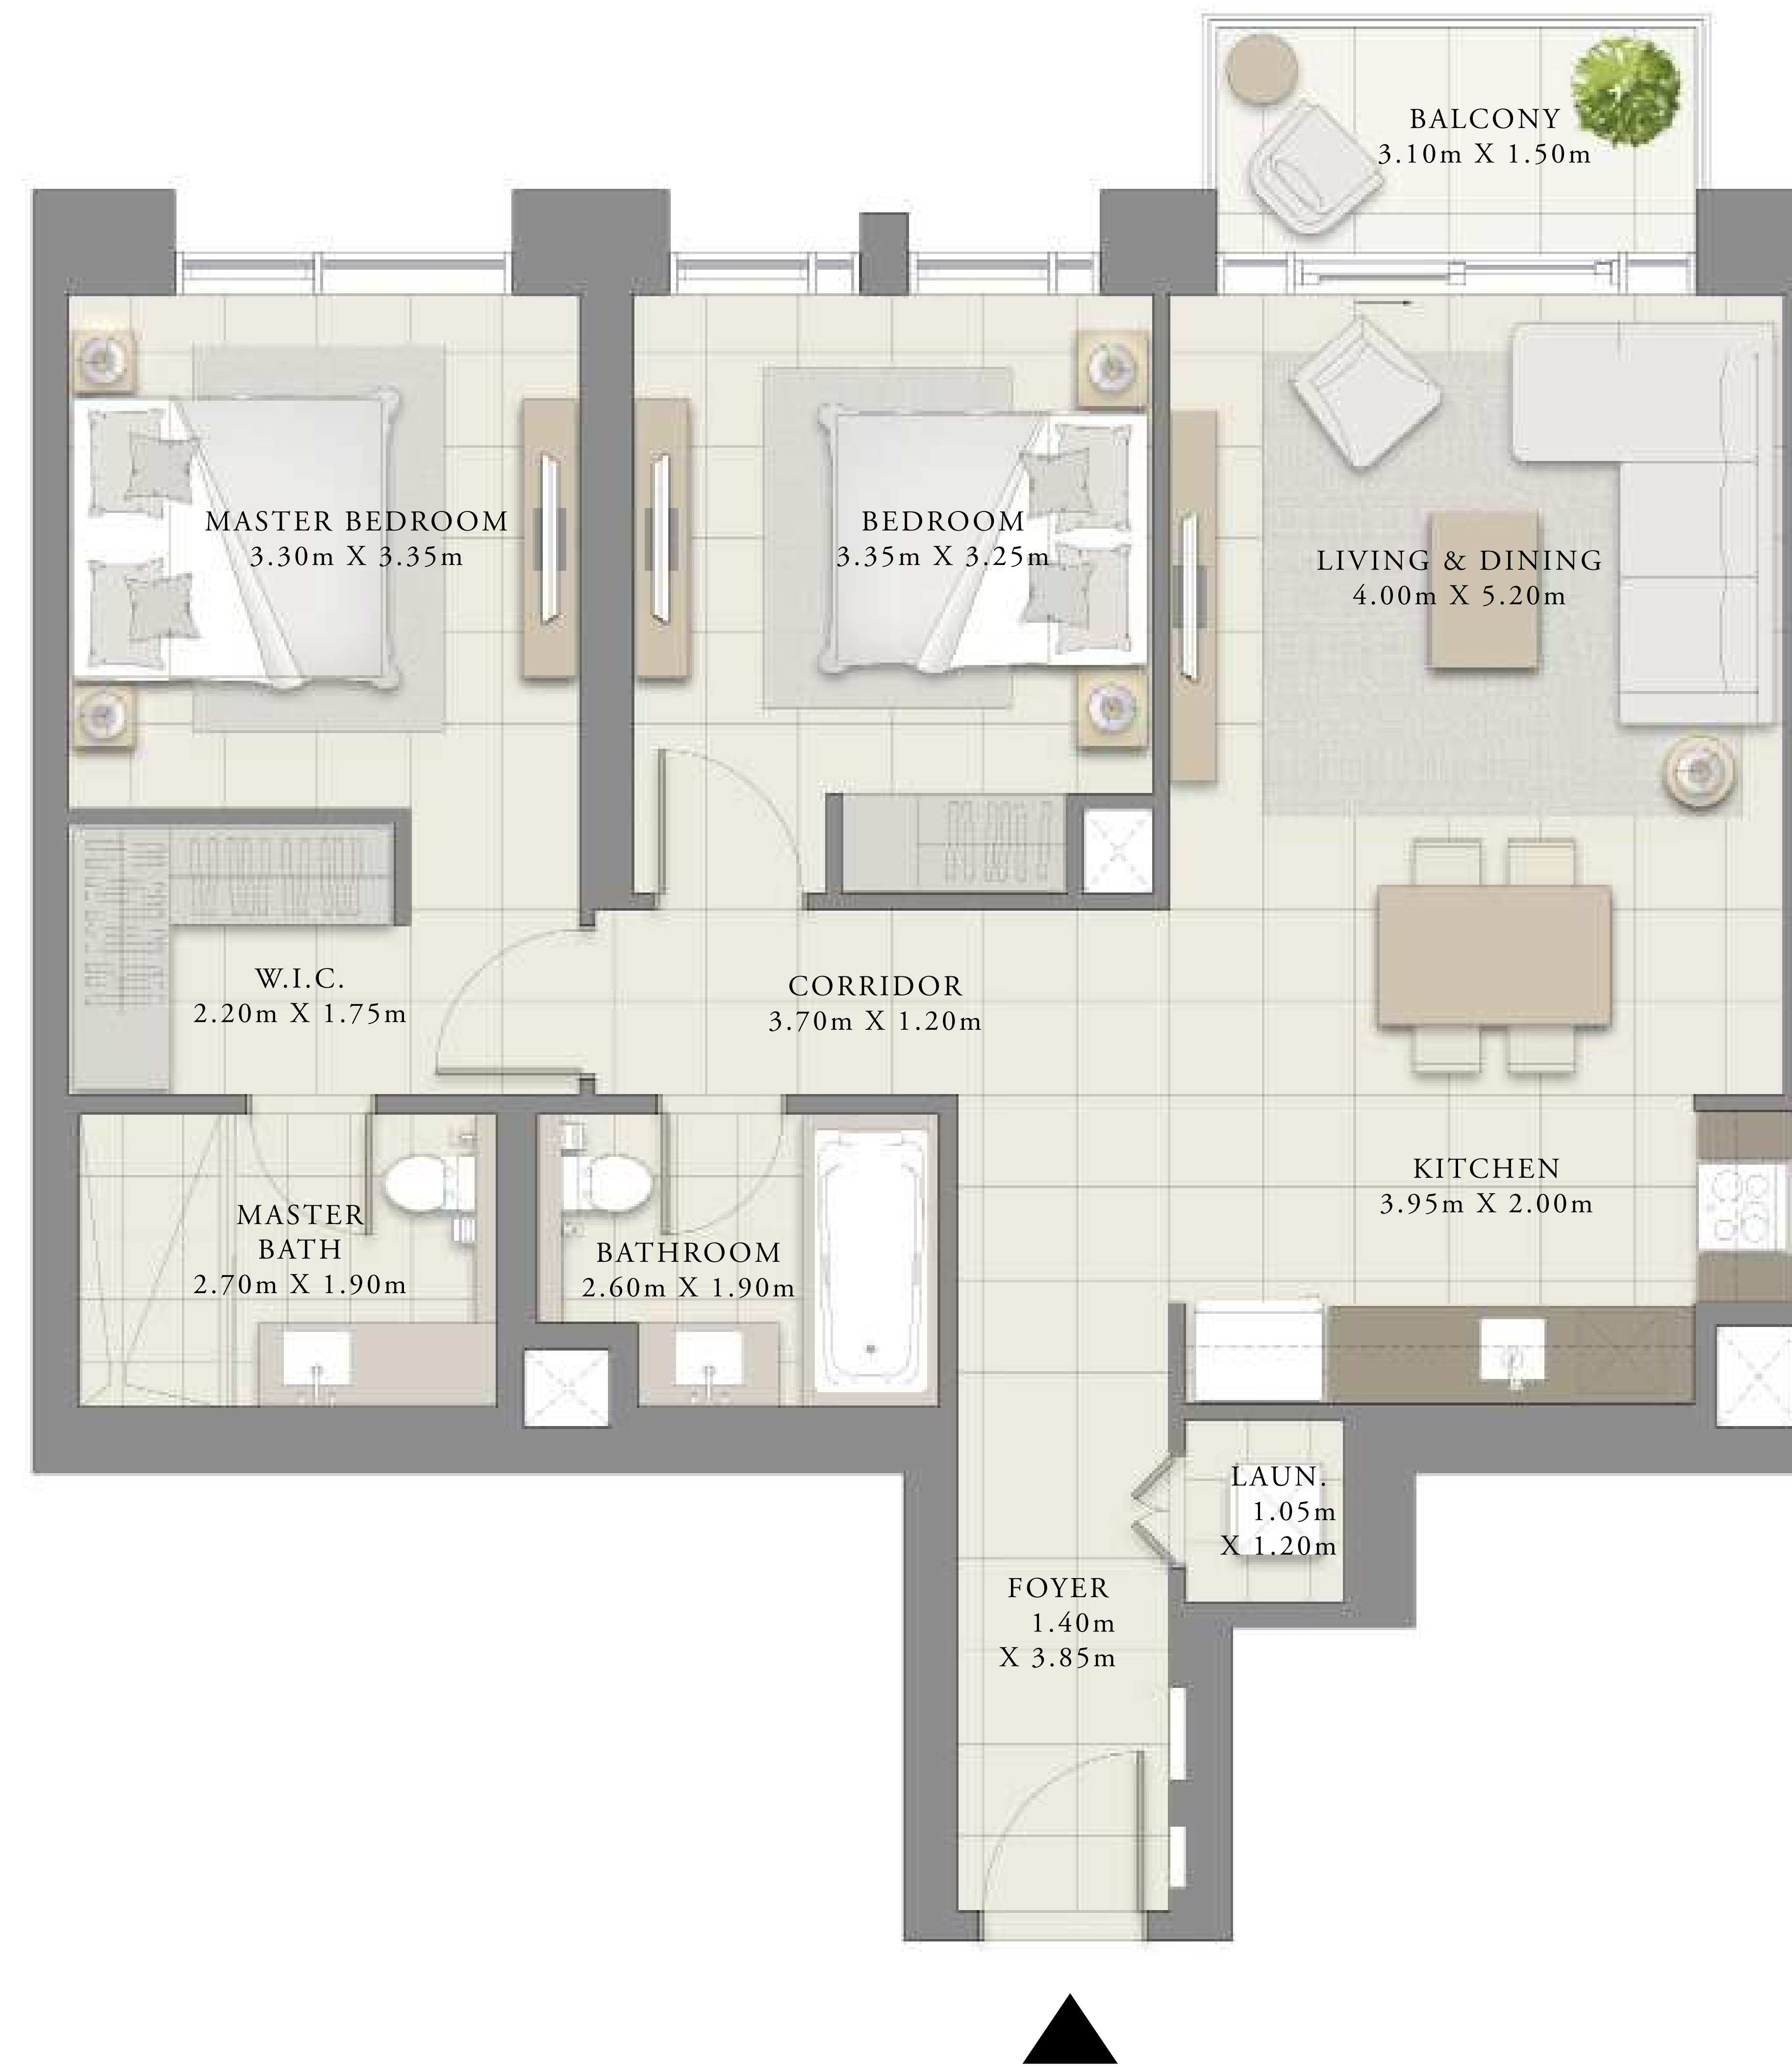 BALCONY
3.10m X 1.50m
MASTER BEDROOM
3.30m X 3.35m
BEDROOM
3.35m X 3.25m
LIVING & DINING
4.00m X 5.20m
W.I.C.
2.20m X 1.75m
CORRIDOR
3.70m X 1.20m
KITCHEN
3.95m X 2.00m
MASTER
BATH
2.70m X 1.90m
BATHROOM
2.60m X 1.90m
LAUN.
1.05m
X 1.20m
FOYER
1.40m
X 3.85m